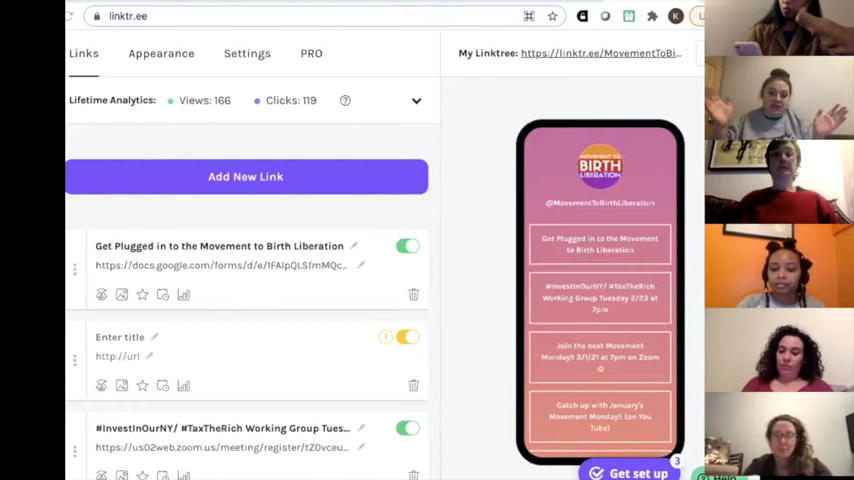 linktr.ee
K
Links
Appearance
Settings
PRO
My Linktree: https://linktr.ee/MovementToBi...
Lifetime Analytics:
Views: 166
Clicks: 119
Add New Link
Get Plugged in to the Movement to Birth Liberation
https://docs.google.com/forms/d/e/1FAIpQLSfmMQc...
Enter title
http://url
#InvestInOurNY/ #TaxTheRich Working Group Tues...
https://us02web.zoom.us/meeting/register/tZ0vceu...
MOVEMENT TO
BIRTH
LIBERATION
@MovementToBirthLiberation
Get Plugged in to the Movement
to Birth Liberation
#InvestInOurNY/ #TaxTheRich
Working Group Tuesday 2/23 at
7pm
Join the next Movement
Monday!! 3/1/21 at 7pm on Zoom
:D
Catch up with January's
Movement Monday!! (on You
Tube)
3
Get set up
Help